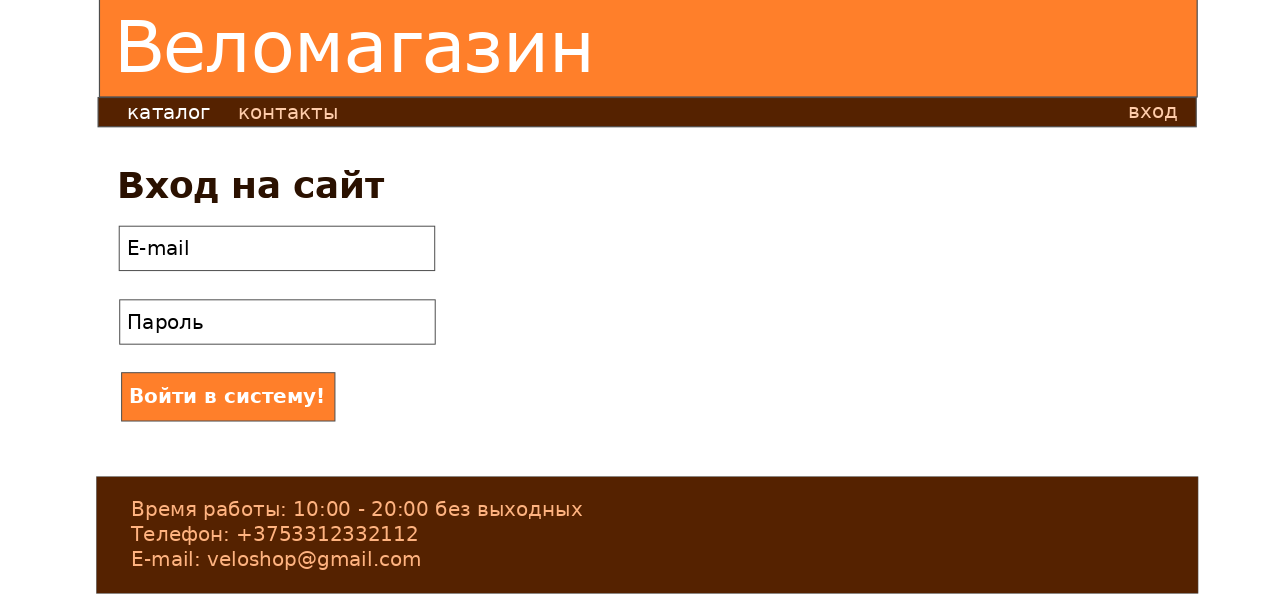 Веломагазин
каталог контакты вход
Вход на сайт
E-mail
Пароль
Войти в систему!
Время работы: 10:00 - 20:00 без выходных
Телефон: +3753312332112
E-mail: veloshop@gmail.com